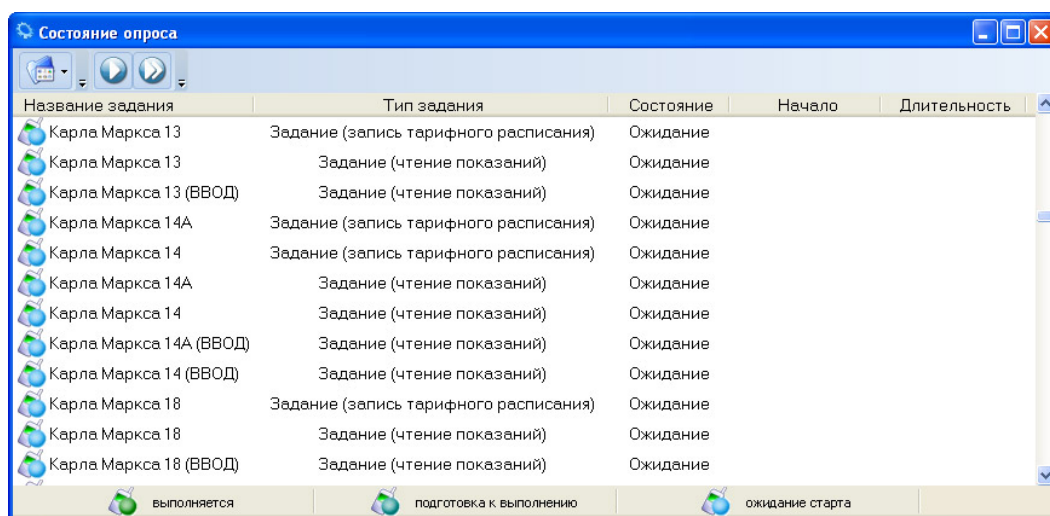 Состояние опроса
Название задания Тип задания Состояние Начало Длительность
Карла Маркса 13 Задание (запись тарифного расписания) Ожидание
Карла Маркса 13 Задание (чтение показаний) Ожидание
Карла Маркса 13 (ВВОД) Задание (чтение показаний) Ожидание
Карла Маркса 14А Задание (запись тарифного расписания) Ожидание
Карла Маркса 14 Задание (запись тарифного расписания) Ожидание
Карла Маркса 14А Задание (чтение показаний) Ожидание
Карла Маркса 14 Задание (чтение показаний) Ожидание
Карла Маркса 14А (ВВОД) Задание (чтение показаний) Ожидание
Карла Маркса 14 (ВВОД) Задание (чтение показаний) Ожидание
Карла Маркса 18 Задание (запись тарифного расписания) Ожидание
Карла Маркса 18 Задание (чтение показаний) Ожидание
Карла Маркса 18 (ВВОД) Задание (чтение показаний) Ожидание
выполняется подготовка к выполнению ожидание старта